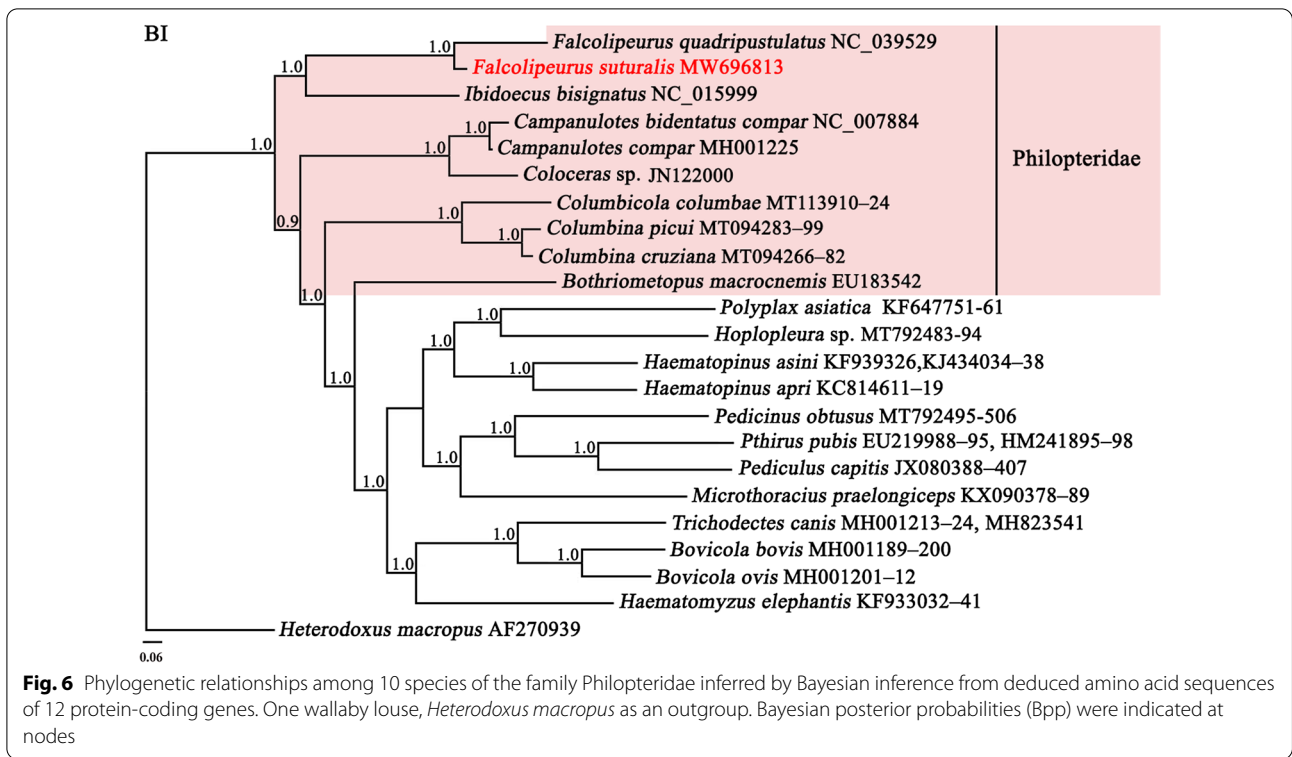 BI
1.0
Falcolipeurus quadripustulatus NC_039529
1.0
Falcolipeurus suturalis MW696813
Ibidoecus bisignatus NC_015999
1.0
Campanulotes bidentatus compar NC_007884
1.0
1.0
Campanulotes compar MH001225
Philopteridae
Coloceras sp. JN122000
Columbicola columbae MT113910–24
0.9
1.0
Columbina picui MT094283–99
1.0
Columbina cruziana MT094266–82
Bothriometopus macrocnemis EU183542
1.0
Polyplax asiatica KF647751-61
1.0
Hoplopleura sp. MT792483-94
1.0
Haematopinus asini KF939326,KJ434034–38
1.0
1.0
Haematopinus apri KC814611–19
Pedicinus obtusus MT792495-506
1.0
Pthirus pubis EU219988–95, HM241895–98
1.0
1.0
Pediculus capitis JX080388–407
1.0
Microthoracius praelongiceps KX090378–89
Trichodectes canis MH001213–24, MH823541
1.0
Bovicola bovis MH001189–200
1.0
1.0
Bovicola ovis MH001201–12
Haematomyzus elephantis KF933032–41
Heterodoxus macropus AF270939
0.06
Fig. 6 Phylogenetic relationships among 10 species of the family Philopteridae inferred by Bayesian inference from deduced amino acid sequences
of 12 protein-coding genes. One wallaby louse, Heterodoxus macropus as an outgroup. Bayesian posterior probabilities (Bpp) were indicated at
nodes